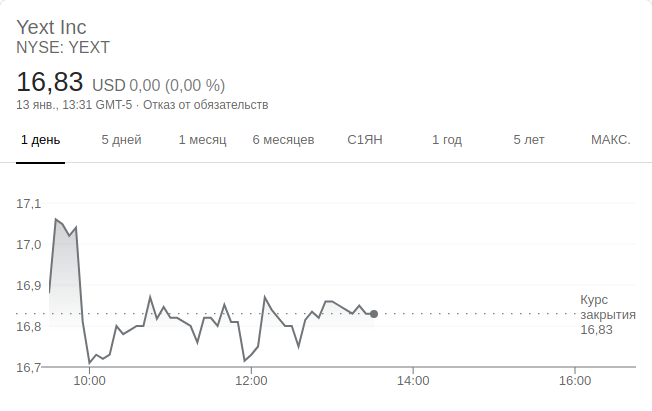 Yext Inc
NYSE: YEXT
16,83 USD 0,00 (0,00 %)
13 янв., 13:31 GMT-5 · Отказ от обязательств
1 день 5 дней 1 месяц 6 месяцев С1ЯН 1 год 5 лет МАКС.
17,1
17,0
16,9
16,8
16,7
Курс
закрытия
16,83
10:00 12:00 14:00 16:00